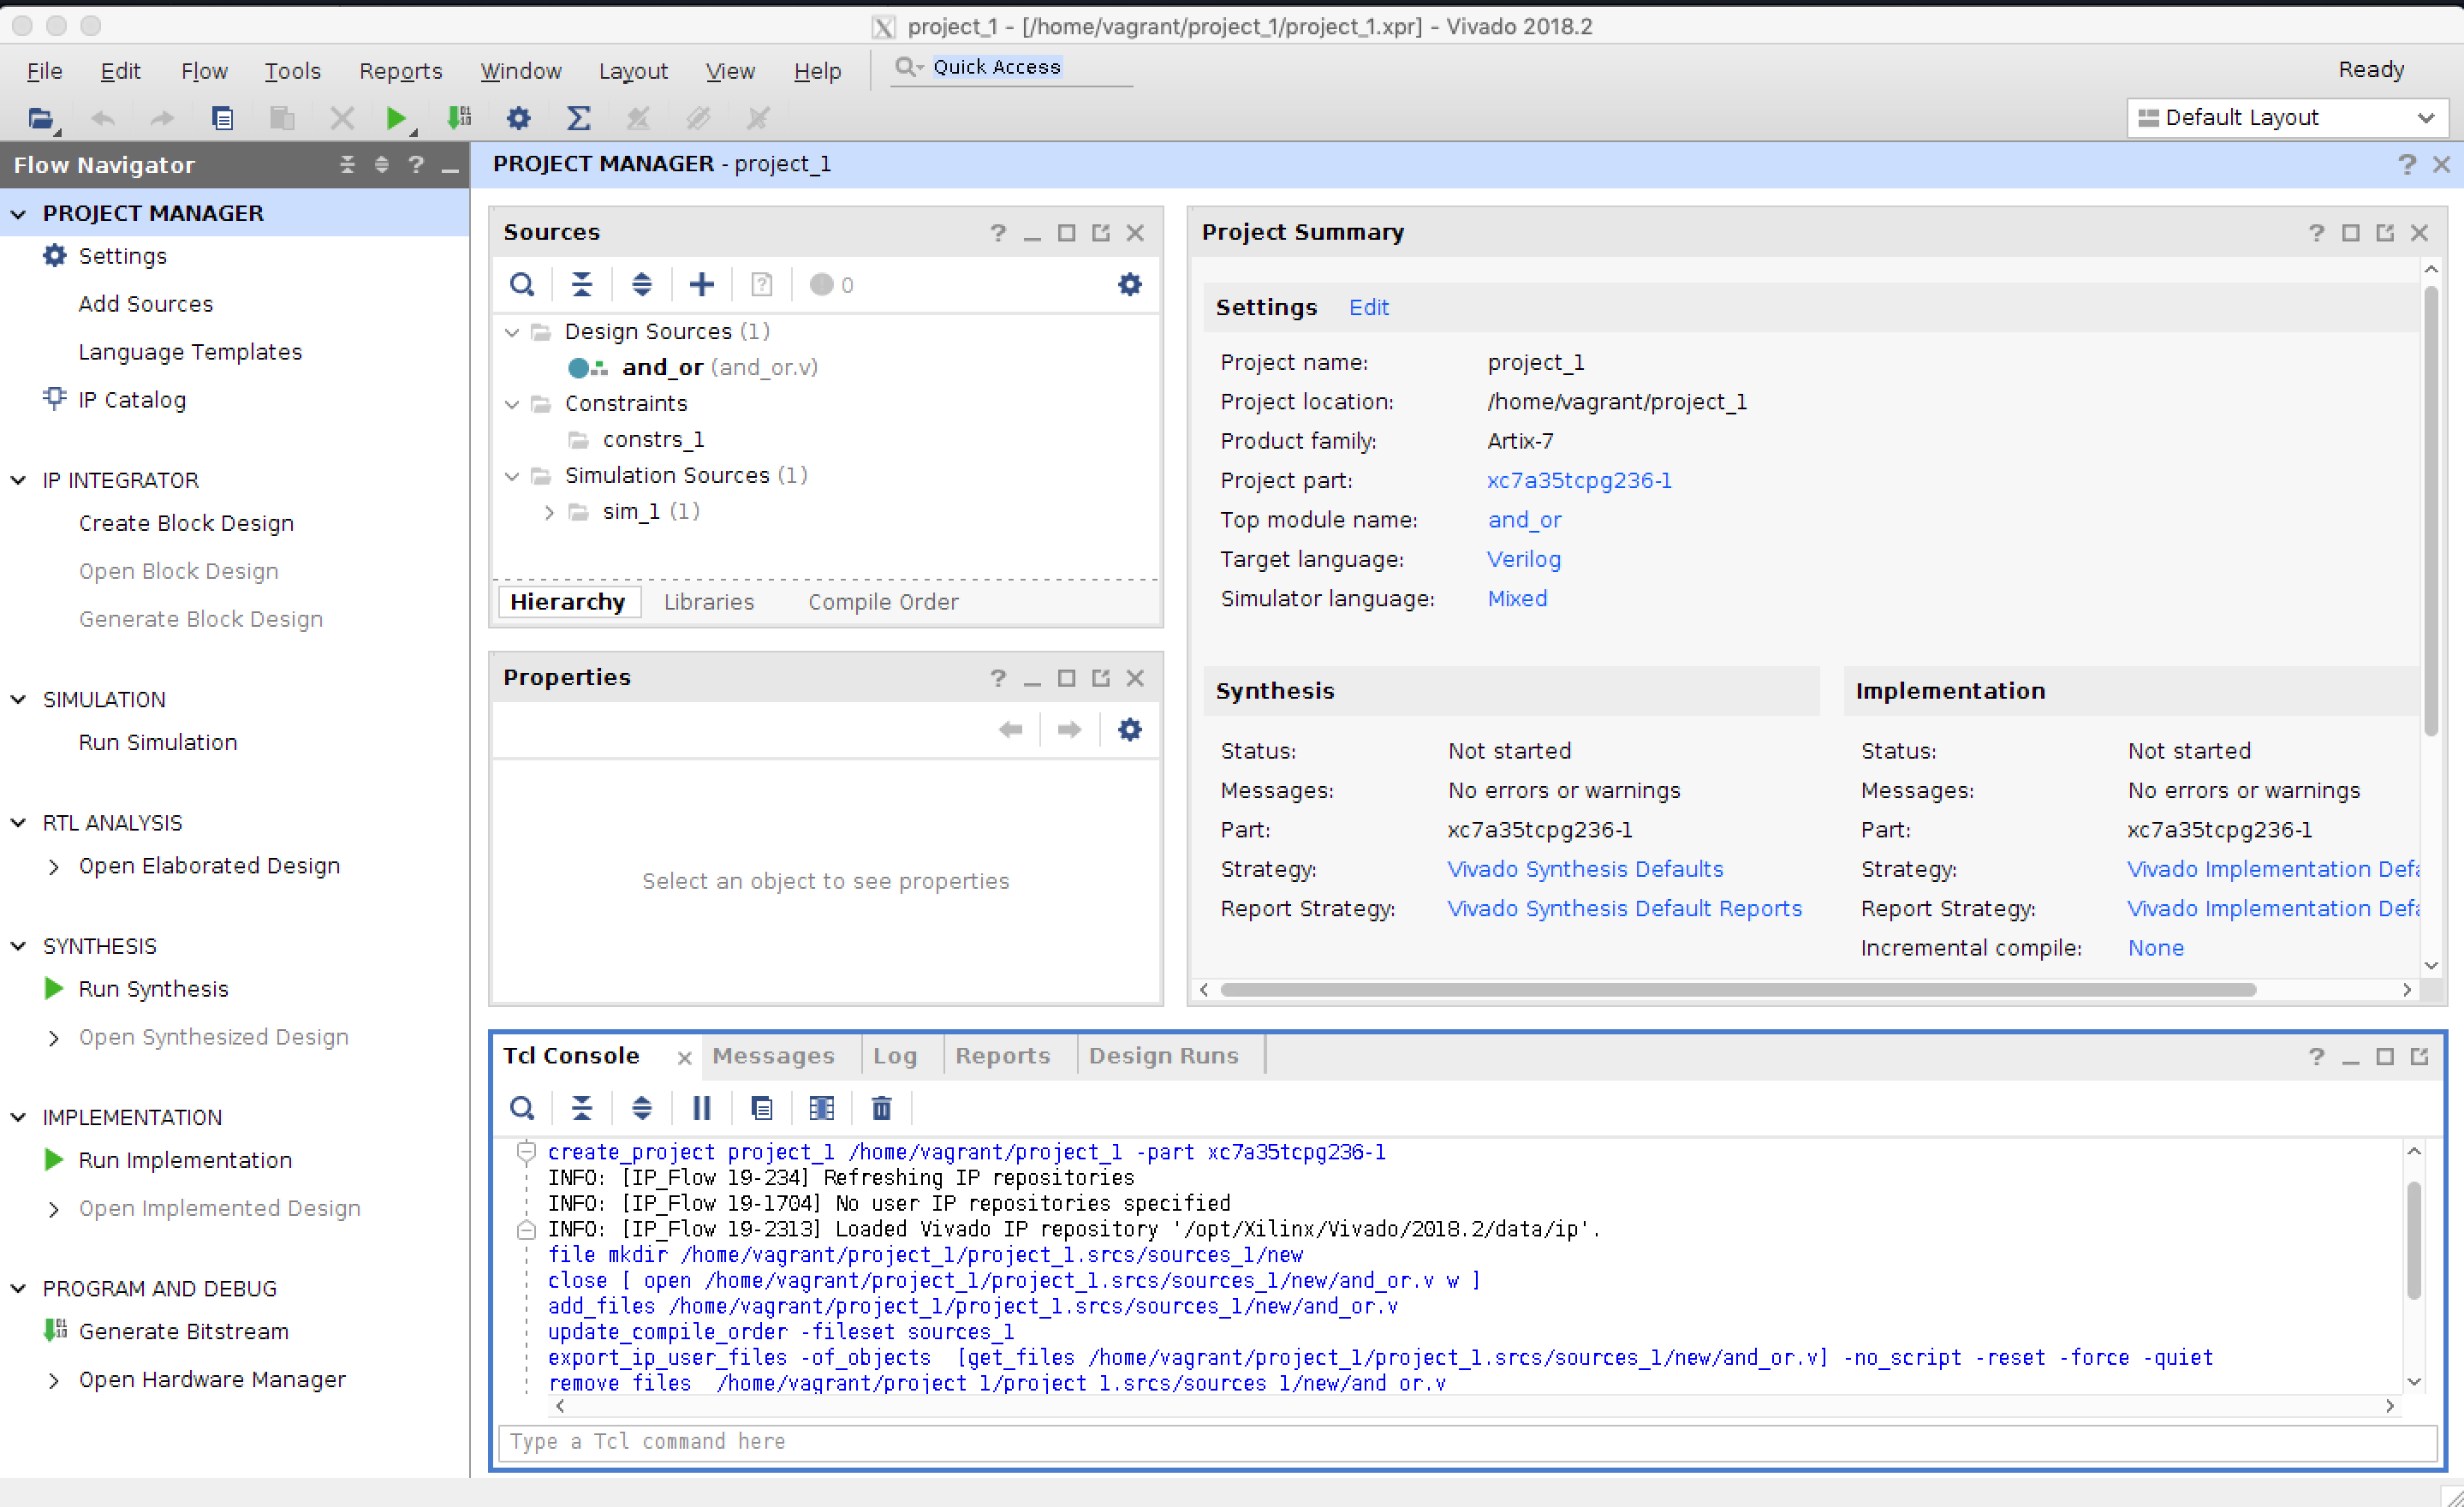 project_1 - [/home/vagrant/project_1/project_1.xpr] - Vivado 2018.2
File Edit Flow Tools Reports Window Layout View Help Quick Access Ready
Default Layout
Flow Navigator
PROJECT MANAGER
Settings
Add Sources
Language Templates
IP Catalog
IP INTEGRATOR
Create Block Design
Open Block Design
Generate Block Design
SIMULATION
Run Simulation
RTL ANALYSIS
Open Elaborated Design
SYNTHESIS
Run Synthesis
Open Synthesized Design
IMPLEMENTATION
Run Implementation
Open Implemented Design
PROGRAM AND DEBUG
Generate Bitstream
Open Hardware Manager
PROJECT MANAGER - project_1
Sources
0
Design Sources (1)
and_or (and_or.v)
Constraints
constrs_1
Simulation Sources (1)
sim_1 (1)
Hierarchy Libraries Compile Order
Properties
Select an object to see properties
Project Summary
Settings Edit
Project name: project_1
Project location: /home/vagrant/project_1
Product family: Artix-7
Project part: xc7a35tcpg236-1
Top module name: and_or
Target language: Verilog
Simulator language: Mixed
Synthesis
Status: Not started
Messages: No errors or warnings
Part: xc7a35tcpg236-1
Strategy: Vivado Synthesis Defaults
Report Strategy: Vivado Synthesis Default Reports
Implementation
Status: Not started
Messages: No errors or warnings
Part: xc7a35tcpg236-1
Strategy: Vivado Implementation Defa
Report Strategy: Vivado Implementation Defa
Incremental compile: None
Tcl Console Messages Log Reports Design Runs
create_project project_1 /home/vagrant/project_1 -part xc7a35tcpg236-1
INFO: [IP_Flow 19-234] Refreshing IP repositories
INFO: [IP_Flow 19-1704] No user IP repositories specified
INFO: [IP_Flow 19-2313] Loaded Vivado IP repository '/opt/Xilinx/Vivado/2018.2/data/ip'.
file mkdir /home/vagrant/project_1/project_1.srcs/sources_1/new
close [ open /home/vagrant/project_1/project_1.srcs/sources_1/new/and_or.v w ]
add_files /home/vagrant/project_1/project_1.srcs/sources_1/new/and_or.v
update_compile_order -fileset sources_1
export_ip_user_files -of_objects  [get_files /home/vagrant/project_1/project_1.srcs/sources_1/new/and_or.v] -no_script -reset -force -quiet
remove_files  /home/vagrant/project_1/project_1.srcs/sources_1/new/and_or.v
Type a Tcl command here